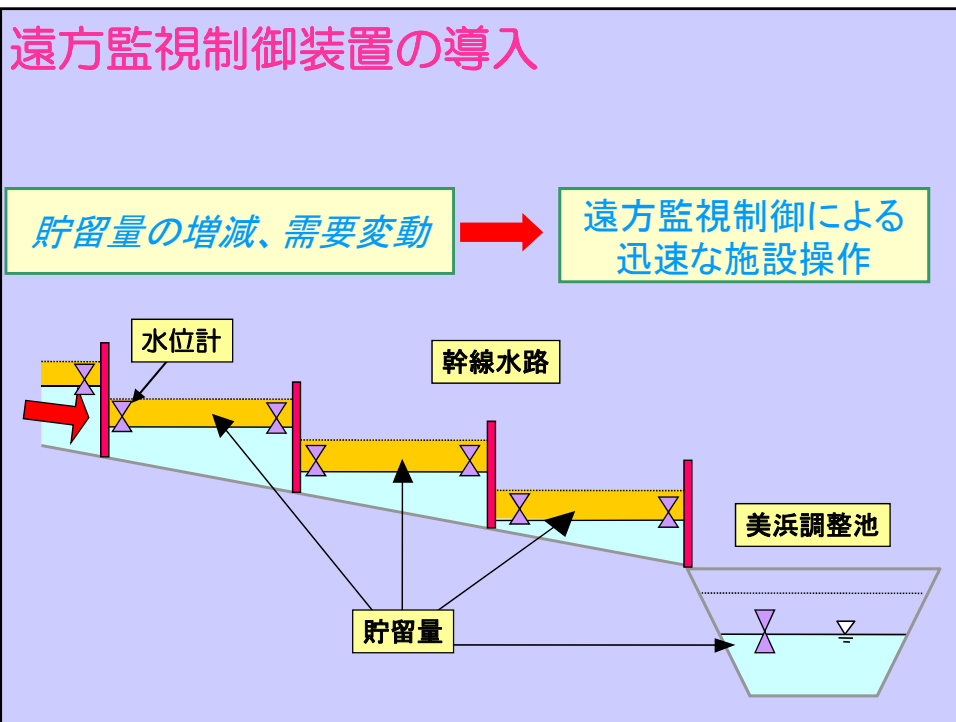 遠方監視制御装置の導入
貯留量の増減、需要変動
遠方監視制御による
迅速な施設操作
水位計
幹線水路
美浜調整池
貯留量